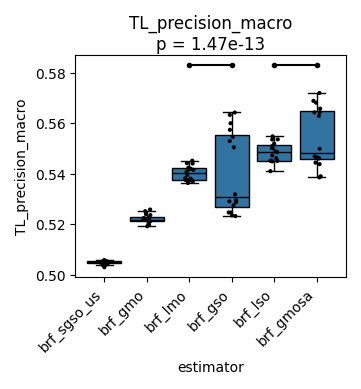 TL_precision_macro
p = 1.47e-13
TL_precision_macro
0.58
0.56
0.54
0.52
0.50
brf_sgso_us
brf_gmo
brf_lmo
brf_gso
brf_lso
brf_gmosa
estimator